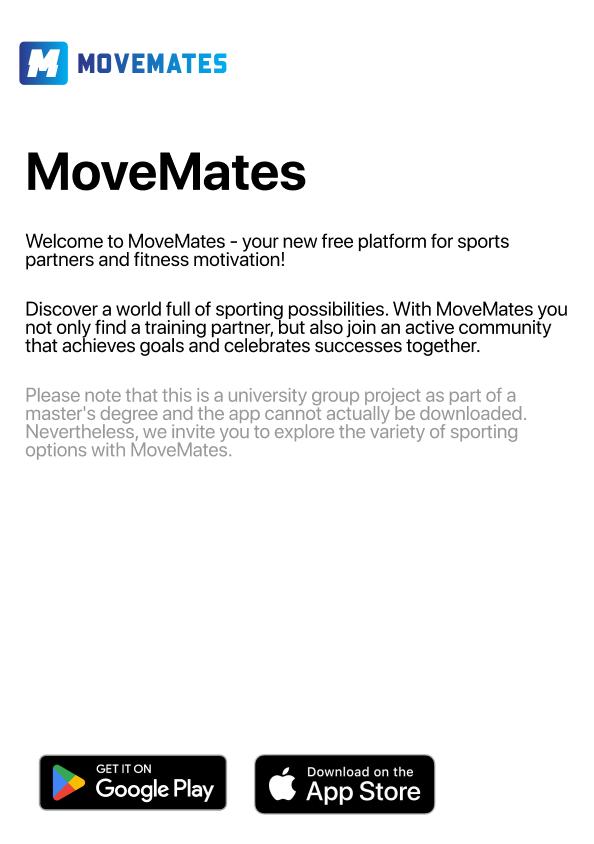 M MOVEMATES
MoveMates
Welcome to MoveMates - your new free platform for sports
partners and fitness motivation!
Discover a world full of sporting possibilities. With MoveMates you
not only find a training partner, but also join an active community
that achieves goals and celebrates successes together.
Please note that this is a university group project as part of a
master's degree and the app cannot actually be downloaded.
Nevertheless, we invite you to explore the variety of sporting
options with MoveMates.
GET IT ON
Google Play
Download on the
App Store